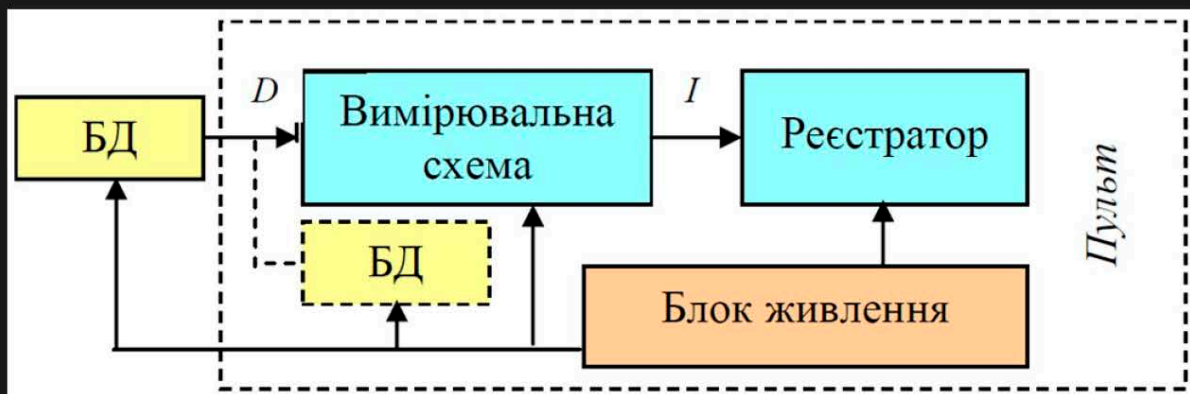 D
I
БД
Вимірювальна
схема
Реєстратор
Пульт
БД
Блок живлення